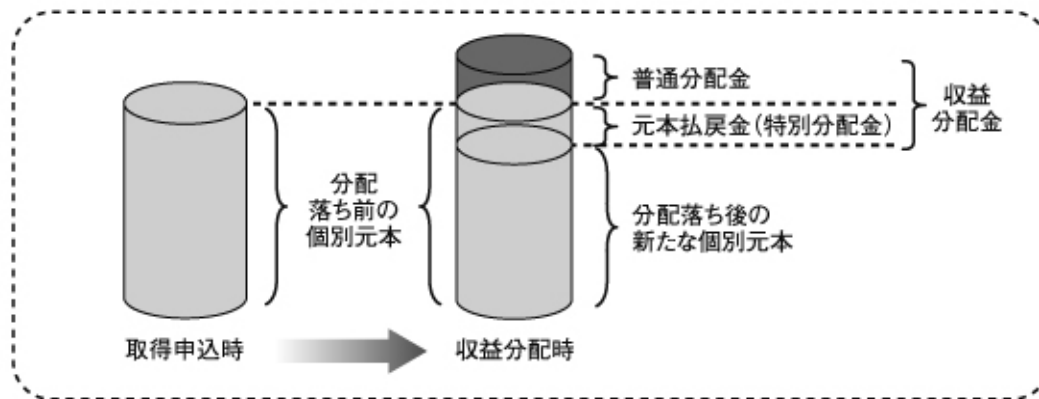 普通分配金
元本払戻金(特別分配金)
収益
分配金
分配
落ち前の
個別元本
分配落ち後の
新たな個別元本
取得申込時
収益分配時